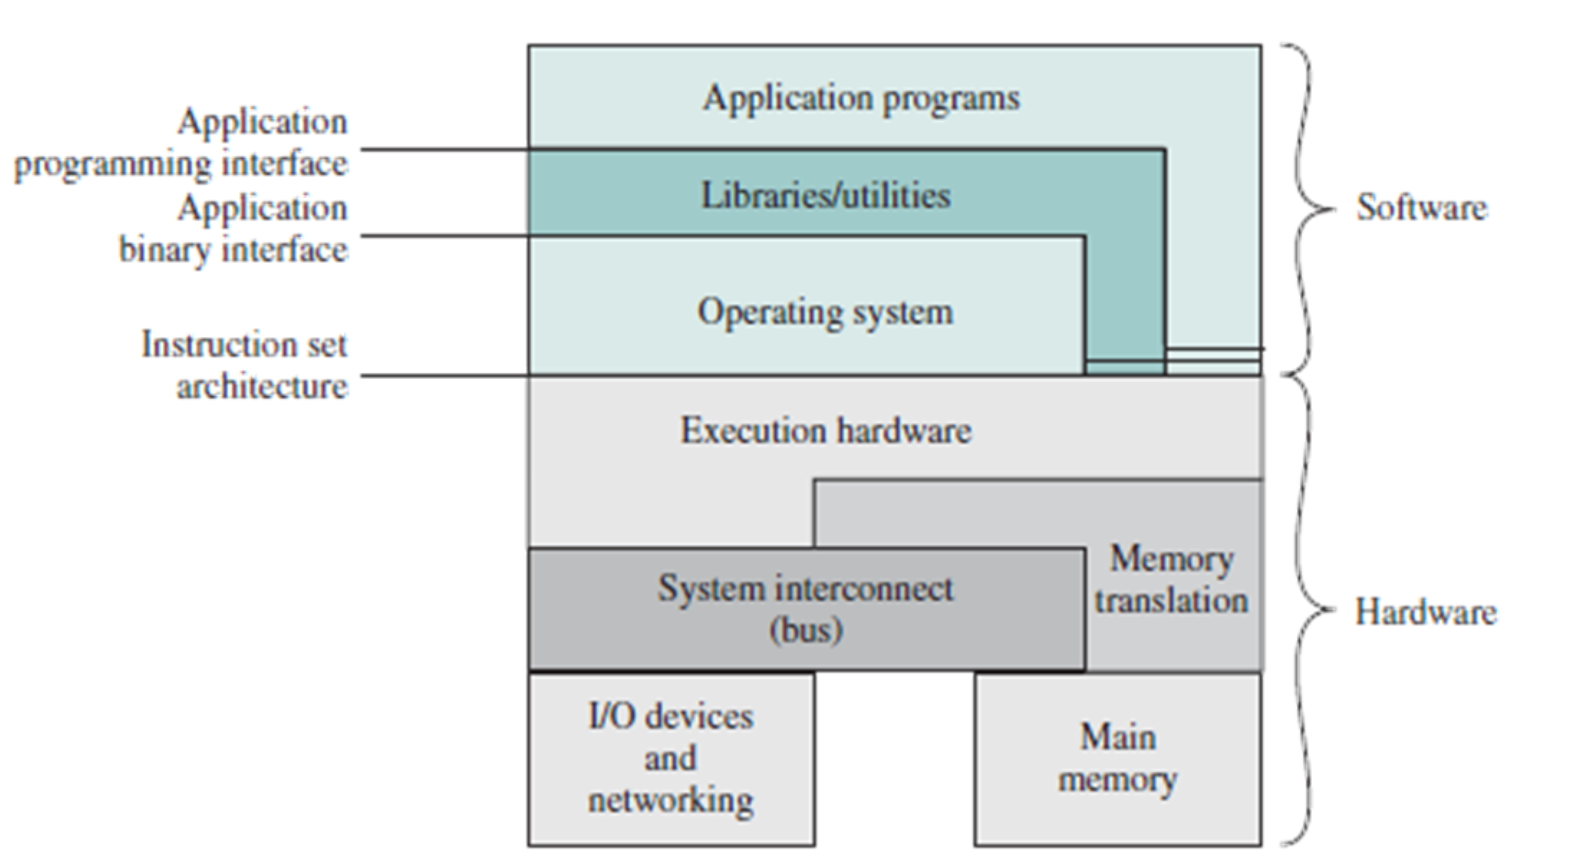 Application programs
Application
programming interface
Libraries/utilities
Application
binary interface
Software
Operating system
Instruction set
architecture
Execution hardware
Memory
translation
System interconnect
(bus)
Hardware
I/O devices
and
networking
Main
memory